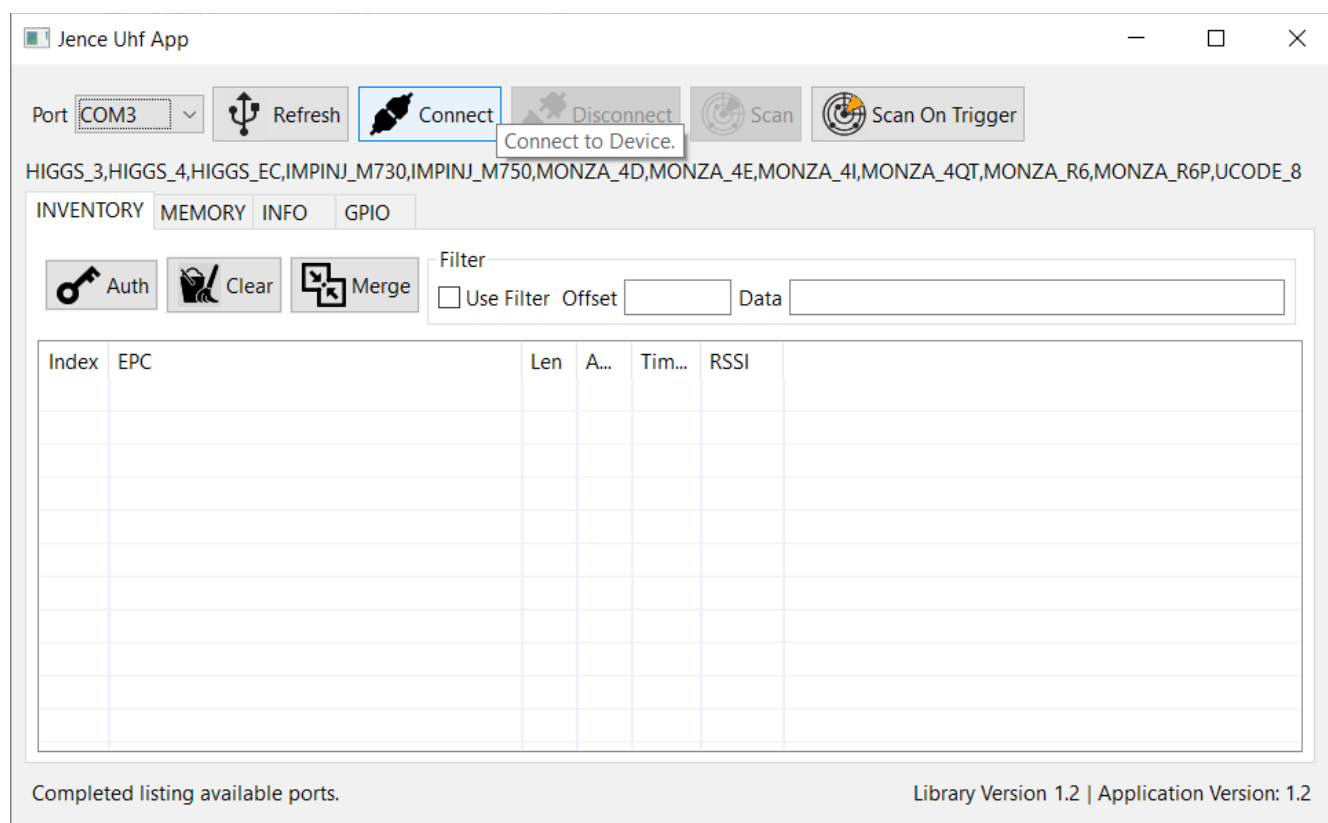 Jence Uhf App
Port COM3 Refresh Connect Disconnect Scan Scan On Trigger
Connect to Device.
HIGGS_3,HIGGS_4,HIGGS_EC,IMPINJ_M730,IMPINJ_M750,MONZA_4D,MONZA_4E,MONZA_4I,MONZA_4QT,MONZA_R6,MONZA_R6P,UCODE_8
INVENTORY MEMORY INFO GPIO
Auth Clear Merge
Filter
Use Filter Offset Data
Index EPC Len A... Tim... RSSI
Completed listing available ports. Library Version 1.2 | Application Version: 1.2